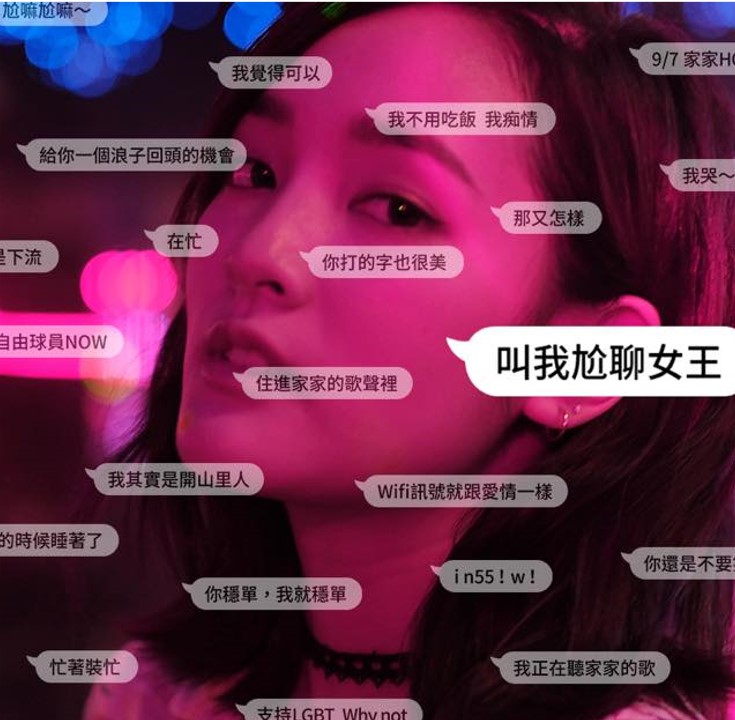 尬嘛尬嘛～
我覺得可以
9/7 家家HO
我不用吃飯 我痴情
給你一個浪子回頭的機會
我哭～
那又怎樣
在忙
是下流
你打的字也很美
自由球員NOW
叫我尬聊女王
住進家家的歌聲裡
我其實是開山里人
Wifi訊號就跟愛情一樣
的時候睡著了
你還是不要
i n55 ! w !
你穩單，我就穩單
忙著裝忙
我正在聽家家的歌
支持LGBT Why not